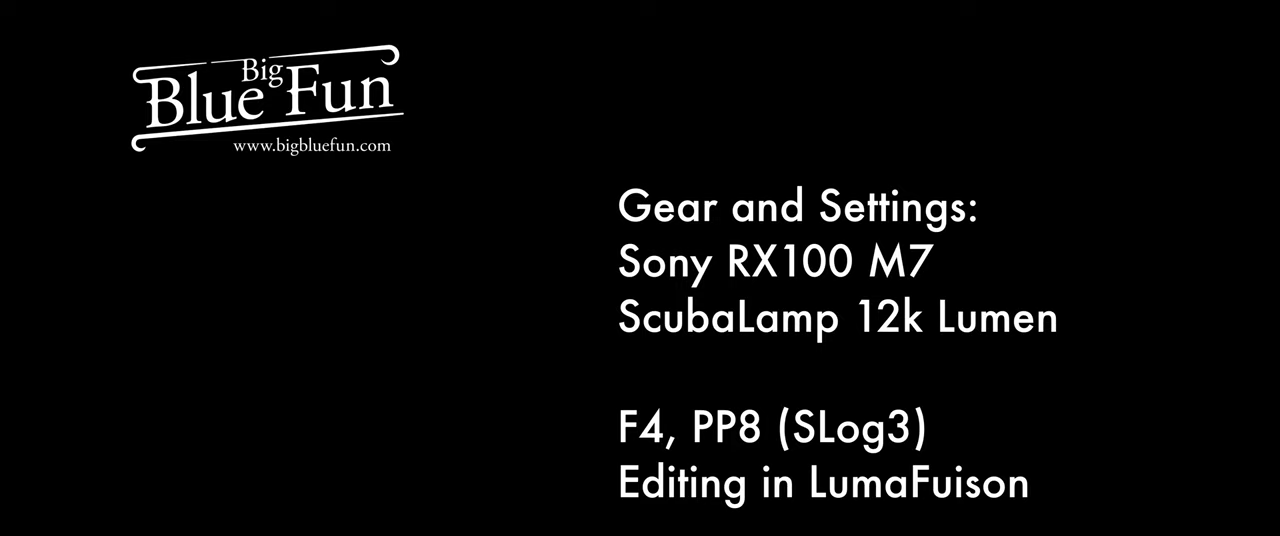 Big
Blue Fun
www.bigbluefun.com
Gear and Settings:
Sony RX100 M7
ScubaLamp 12k Lumen
F4, PP8 (SLog3)
Editing in LumaFuison